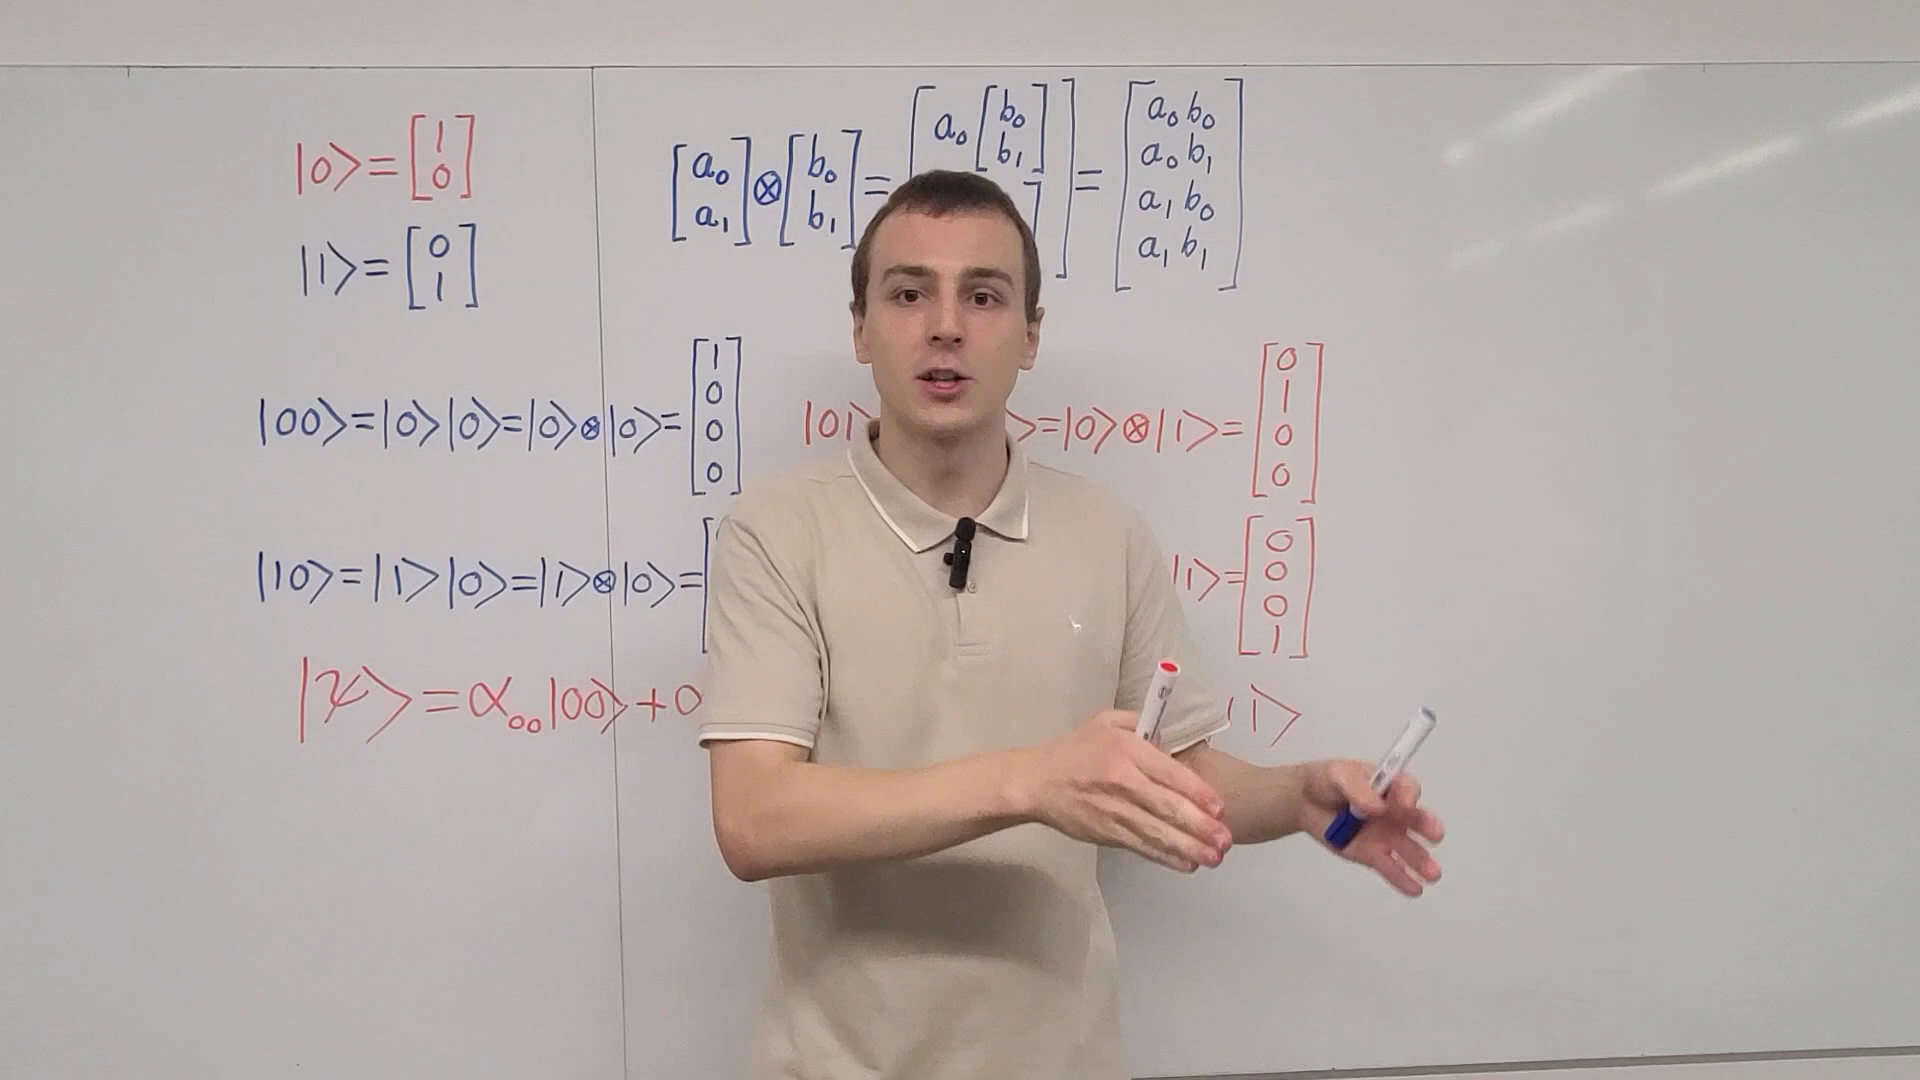 |0⟩=[1 0]
|1⟩=[0 1]
[a₀ a₁]⊗[b₀ b₁]=[a₀[b₀ b₁]]=[a₀b₀ a₀b₁ a₁b₀ a₁b₁]
|00⟩=|0⟩|0⟩=|0⟩⊗|0⟩=[1 0 0 0]
|01⟩=|0⟩⊗|1⟩=[0 1 0 0]
|10⟩=|1⟩|0⟩=|1⟩⊗|0⟩=[
|1⟩=[0 0 0 1]
|ψ⟩=α₀₀|00⟩+
1⟩